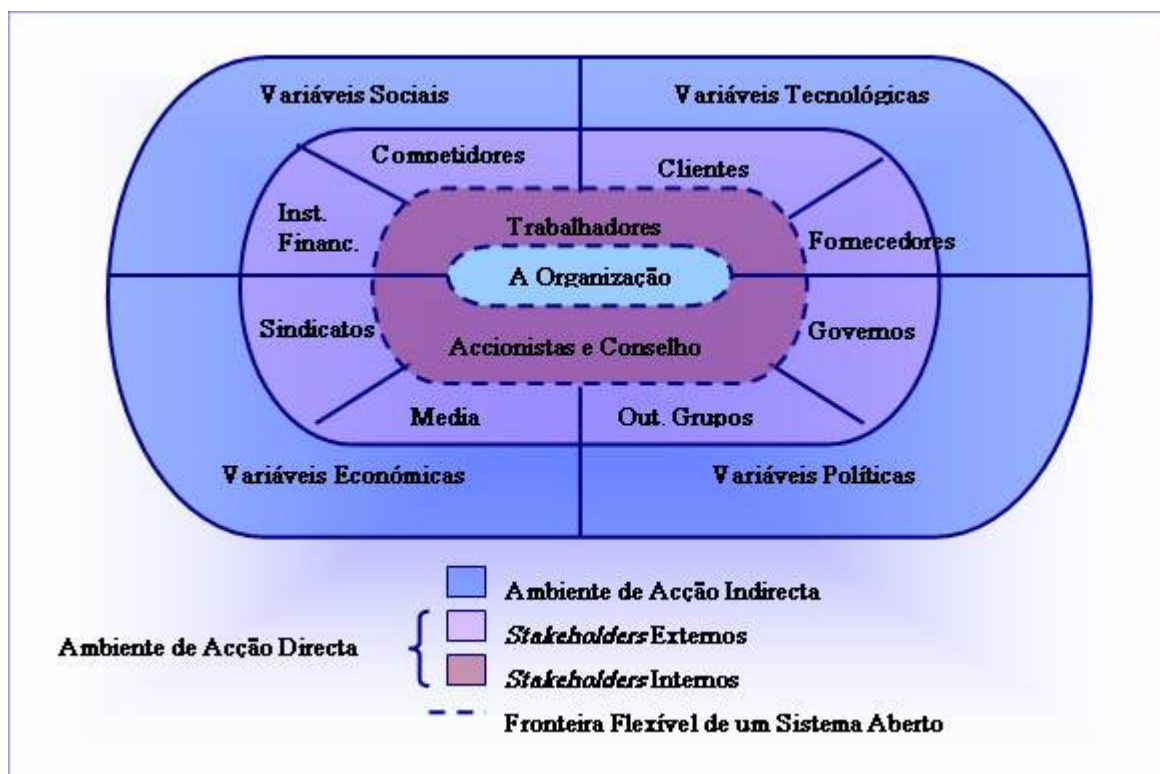 Variáveis Sociais
Variáveis Tecnológicas
Competidores
Clientes
Inst.
Financ.
Trabalhadores
Fornecedores
A Organização
Sindicatos
Governos
Accionistas e Conselho
Media
Out. Grupos
Variáveis Económicas
Variáveis Políticas
Ambiente de Acção Indirecta
Ambiente de Acção Directa
Stakeholders Externos
Stakeholders Internos
Fronteira Flexível de um Sistema Aberto